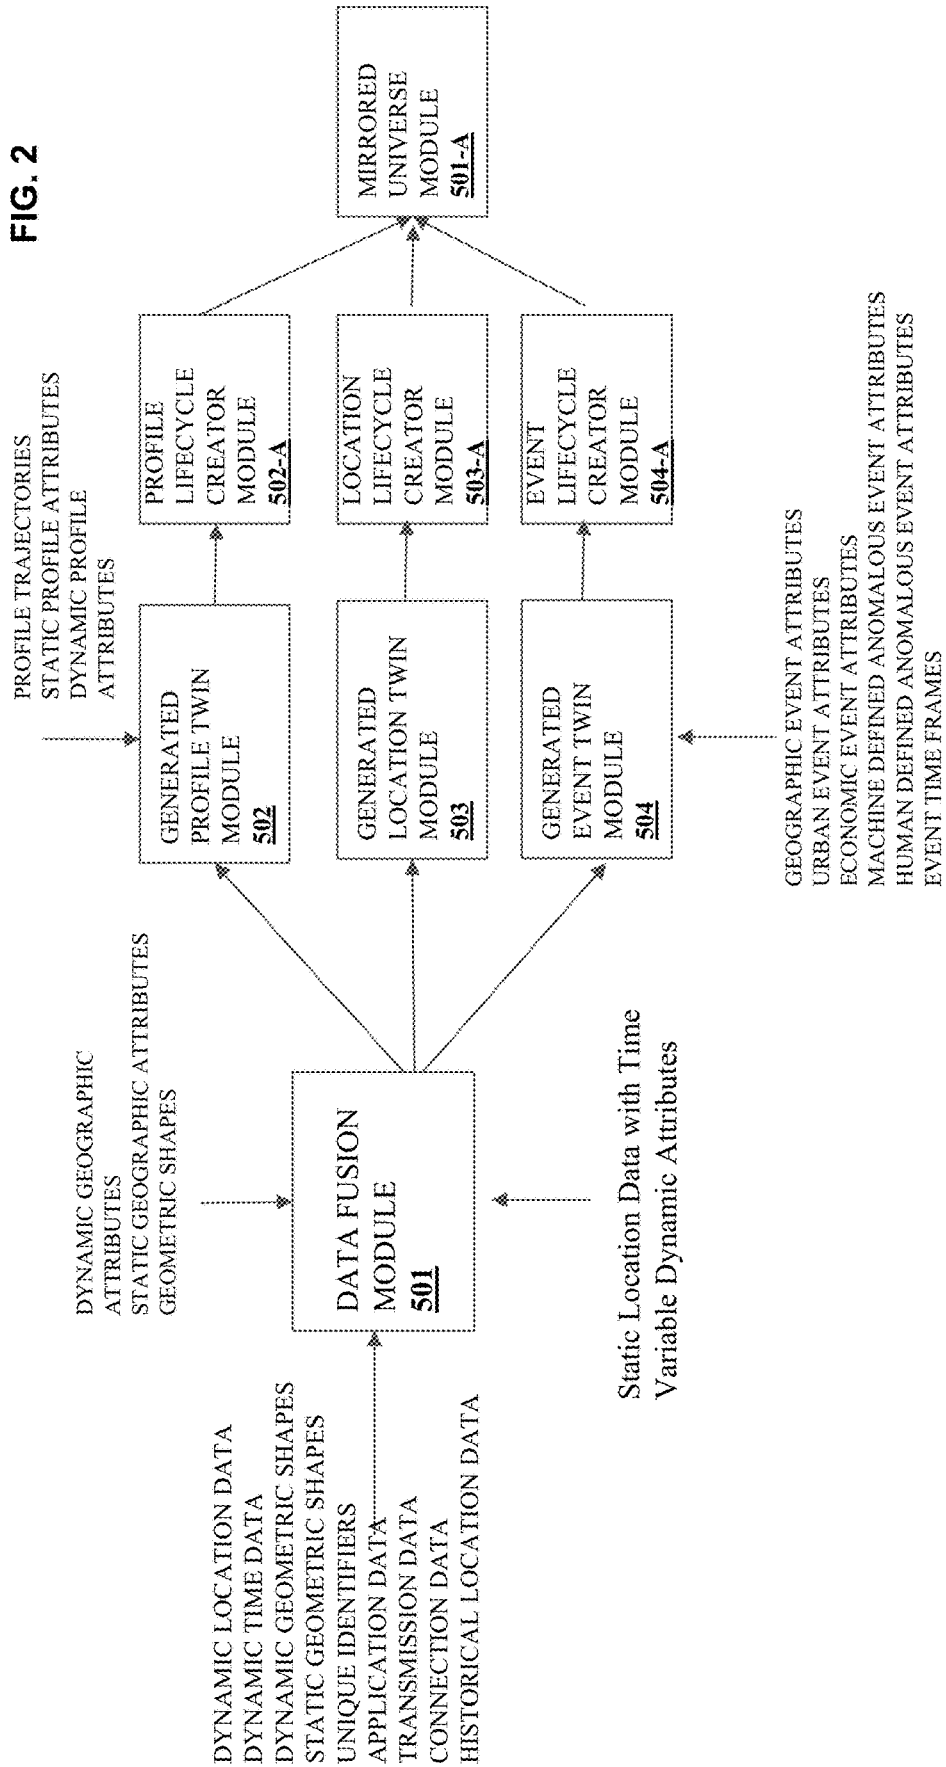 FIG. 2
DYNAMIC LOCATION DATA
DYNAMIC TIME DATA
DYNAMIC GEOMETRIC SHAPES
STATIC GEOMETRIC SHAPES
UNIQUE IDENTIFIERS
APPLICATION DATA
TRANSMISSION DATA
CONNECTION DATA
HISTORICAL LOCATION DATA
DYNAMIC GEOGRAPHIC
ATTRIBUTES
STATIC GEOGRAPHIC ATTRIBUTES
GEOMETRIC SHAPES
DATA FUSION
MODULE
501
Static Location Data with Time
Variable Dynamic Attributes
PROFILE TRAJECTORIES
STATIC PROFILE ATTRIBUTES
DYNAMIC PROFILE
ATTRIBUTES
GENERATED
PROFILE TWIN
MODULE
502
GENERATED
LOCATION TWIN
MODULE
503
GENERATED
EVENT TWIN
MODULE
504
GEOGRAPHIC EVENT ATTRIBUTES
URBAN EVENT ATTRIBUTES
ECONOMIC EVENT ATTRIBUTES
MACHINE DEFINED ANOMALOUS EVENT ATTRIBUTES
HUMAN DEFINED ANOMALOUS EVENT ATTRIBUTES
EVENT TIME FRAMES
PROFILE
LIFECYCLE
CREATOR
MODULE
502-A
LOCATION
LIFECYCLE
CREATOR
MODULE
503-A
EVENT
LIFECYCLE
CREATOR
MODULE
504-A
MIRRORED
UNIVERSE
MODULE
501-A